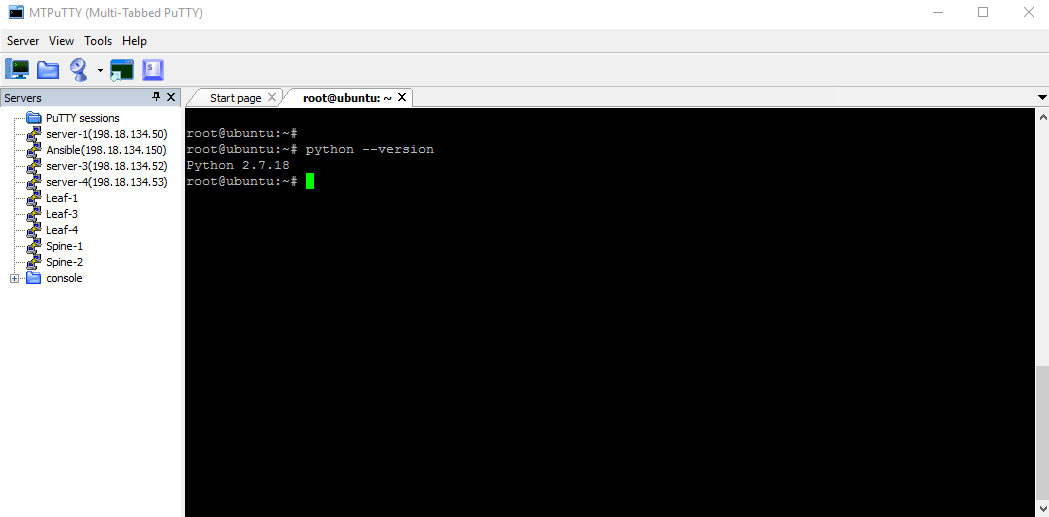 MTPuTTY (Multi-Tabbed PuTTY)
Server View Tools Help
Servers
PuTTY sessions
server-1(198.18.134.50)
Ansible(198.18.134.150)
server-3(198.18.134.52)
server-4(198.18.134.53)
Leaf-1
Leaf-3
Leaf-4
Spine-1
Spine-2
console
Start page
root@ubuntu: ~
root@ubuntu:~#
root@ubuntu:~# python --version
Python 2.7.18
root@ubuntu:~#